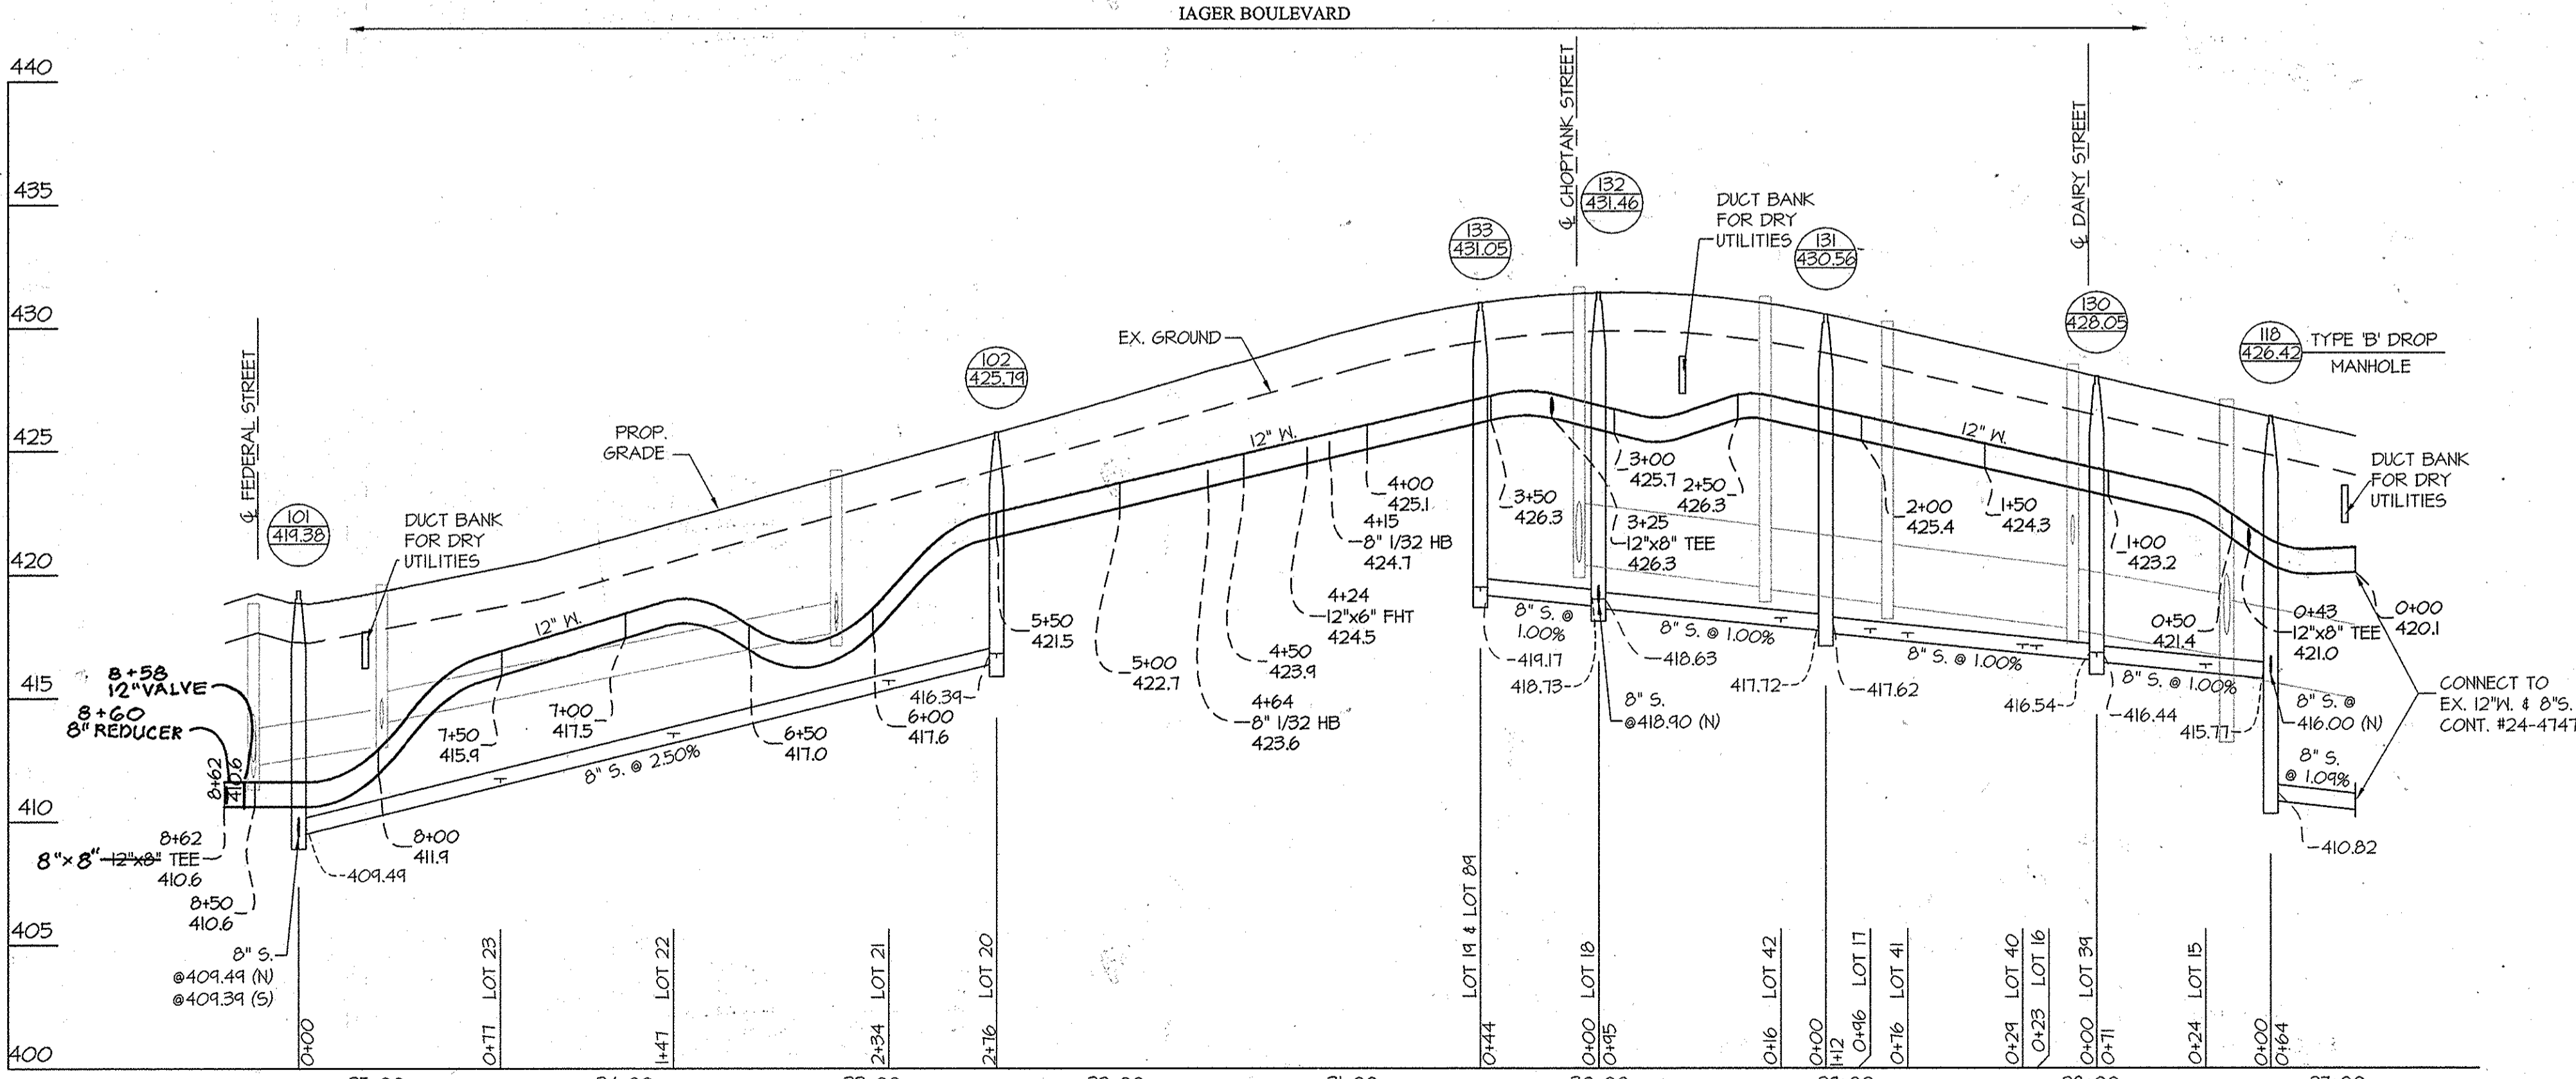 IAGER BOULEVARD
440
435
430
425
420
415
410
405
400
℄ FEDERAL STREET
101
419.38
DUCT BANK
FOR DRY
UTILITIES
PROP.
GRADE
102
425.79
EX. GROUND
133
431.05
℄ CHOPTANK STREET
132
431.46
DUCT BANK
FOR DRY
UTILITIES
131
430.56
℄ DAIRY STREET
130
428.05
118
426.42
TYPE 'B' DROP
MANHOLE
DUCT BANK
FOR DRY
UTILITIES
8+58
12" VALVE
8+60
8" REDUCER
8+62
410.6
8+62
8"x8" 12"x8" TEE
410.6
8+50
410.6
8" S.
@409.49 (N)
@409.39 (S)
409.49
8+00
411.9
12" W.
7+50
415.9
7+00
417.5
8" S. @ 2.50%
6+50
417.0
6+00
417.6
416.39
5+50
421.5
5+00
422.7
12" W.
4+64
8" 1/32 HB
423.6
4+50
423.9
4+24
12"x6" FHT
424.5
4+15
8" 1/32 HB
424.7
4+00
425.1
3+50
426.3
3+25
12"x8" TEE
426.3
3+00
425.7
2+50
426.3
8" S. @
1.00%
419.17
418.73
418.63
8" S.
@418.90 (N)
8" S. @ 1.00%
417.72
417.62
2+00
425.4
12" W.
1+50
424.3
8" S. @ 1.00%
416.54
416.44
1+00
423.2
8" S. @ 1.00%
415.77
0+50
421.4
0+43
12"x8" TEE
421.0
0+00
420.1
8" S. @
416.00 (N)
8" S.
@ 1.09%
410.82
CONNECT TO
EX. 12"W. & 8"S.
CONT. #24-4747
0+00
0+77 LOT 23
1+47 LOT 22
2+34 LOT 21
2+76 LOT 20
0+44 LOT 19 & LOT 89
0+00 LOT 18
0+95
0+16 LOT 42
0+00
1+12
0+96 LOT 17
0+76 LOT 41
0+29 LOT 40
0+23 LOT 16
0+00 LOT 39
0+71
0+24 LOT 15
0+00
0+64